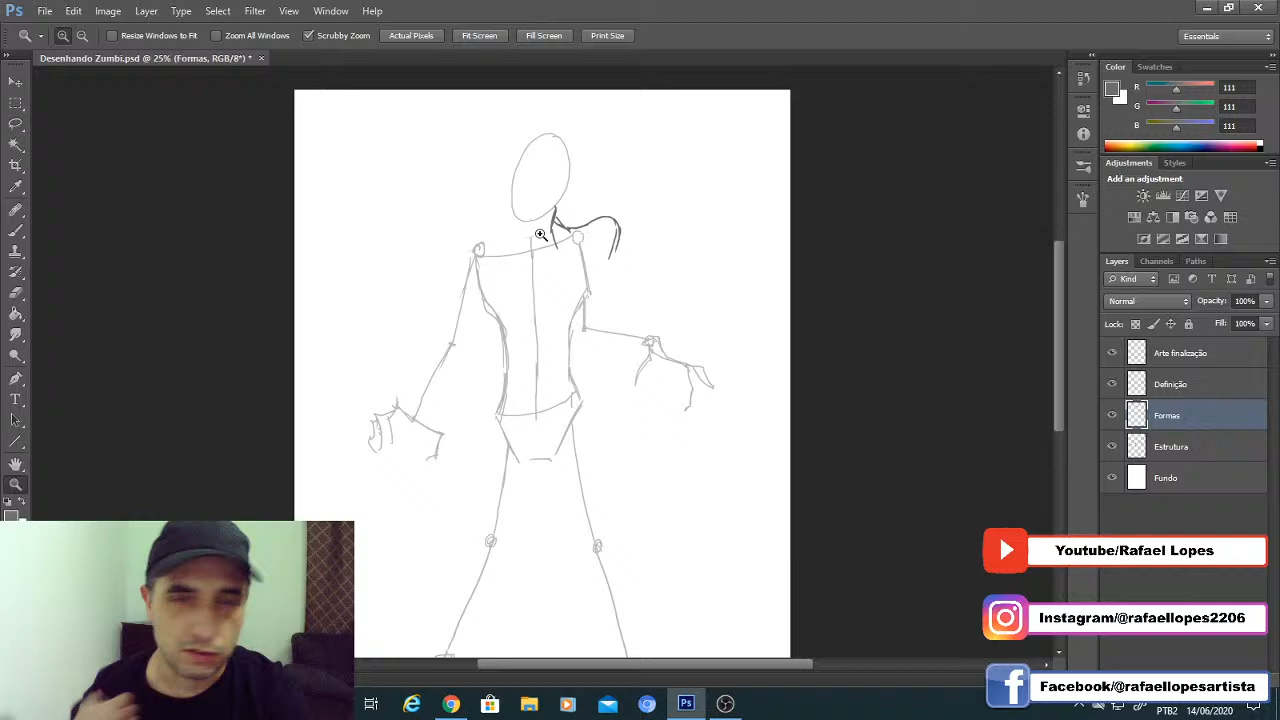 Ps File Edit Image Layer Type Select Filter View Window Help
Resize Windows to Fit Zoom All Windows Scrubby Zoom Actual Pixels Fit Screen Fill Screen Print Size Essentials
Desenhando Zumbi.psd @ 25% (Formas, RGB/8*) * ×
Color Swatches
R 111
G 111
B 111
Adjustments Styles
Add an adjustment
Layers Channels Paths
Kind
Normal Opacity: 100%
Lock: Fill: 100%
Arte finalização
Definição
Formas
Estrutura
Fundo
Youtube/Rafael Lopes
Instagram/@rafaellopes2206
Facebook/@rafaellopesartista
Ps
PTB2 14/06/2020